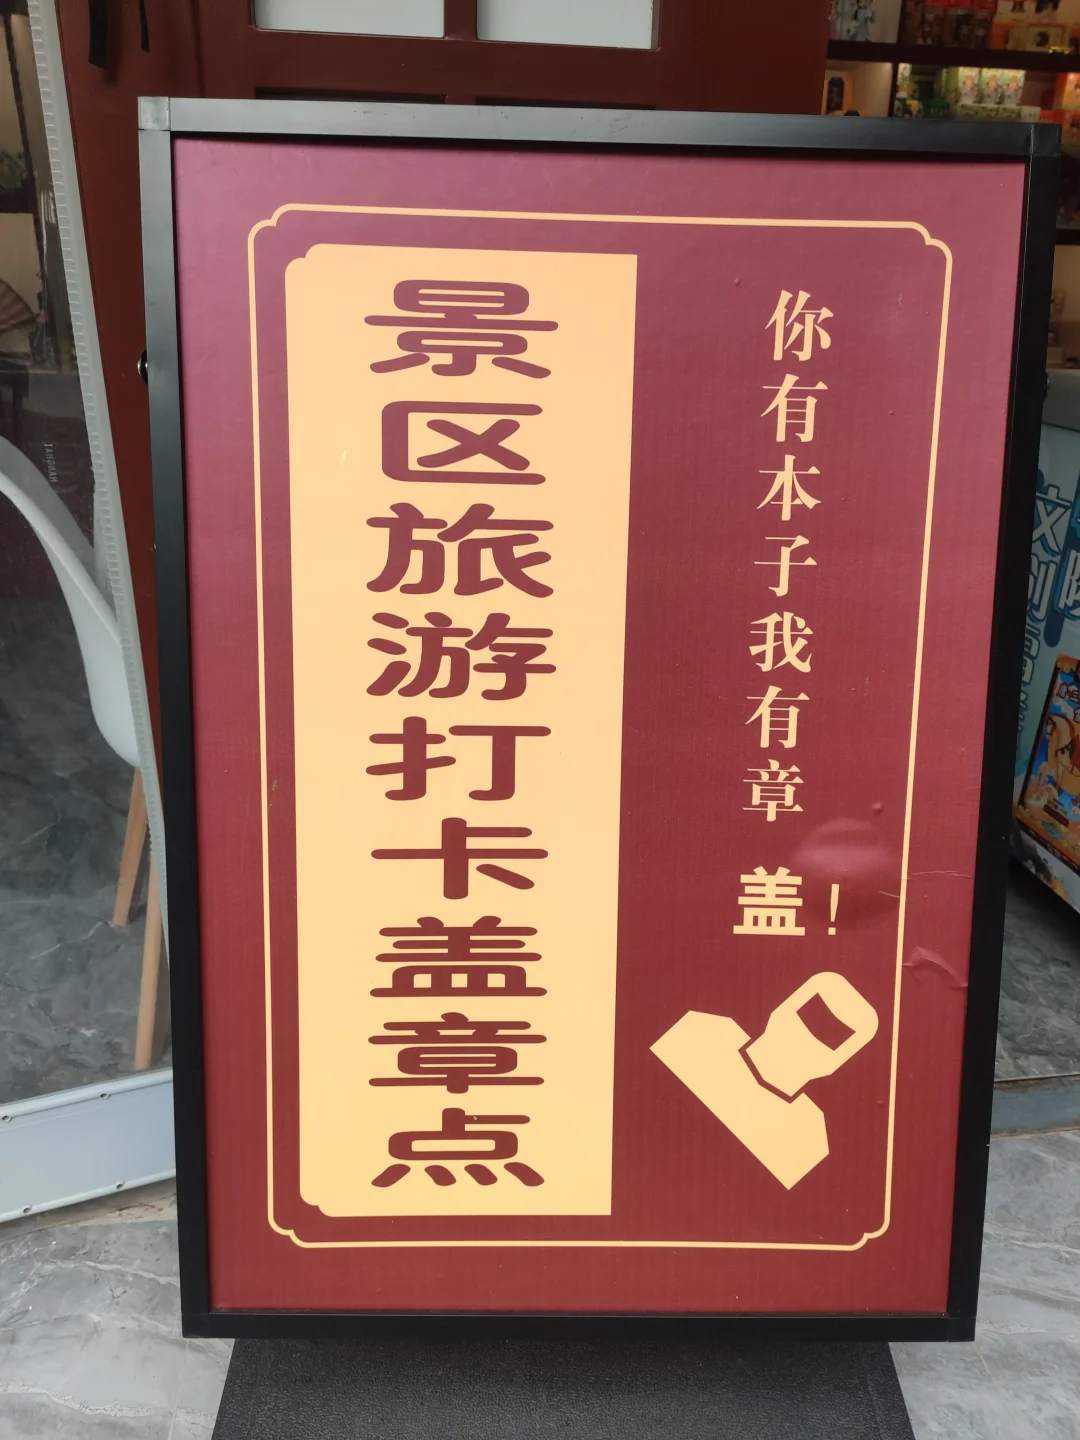 你有本子我有章
盖！
景区旅游打卡盖章点